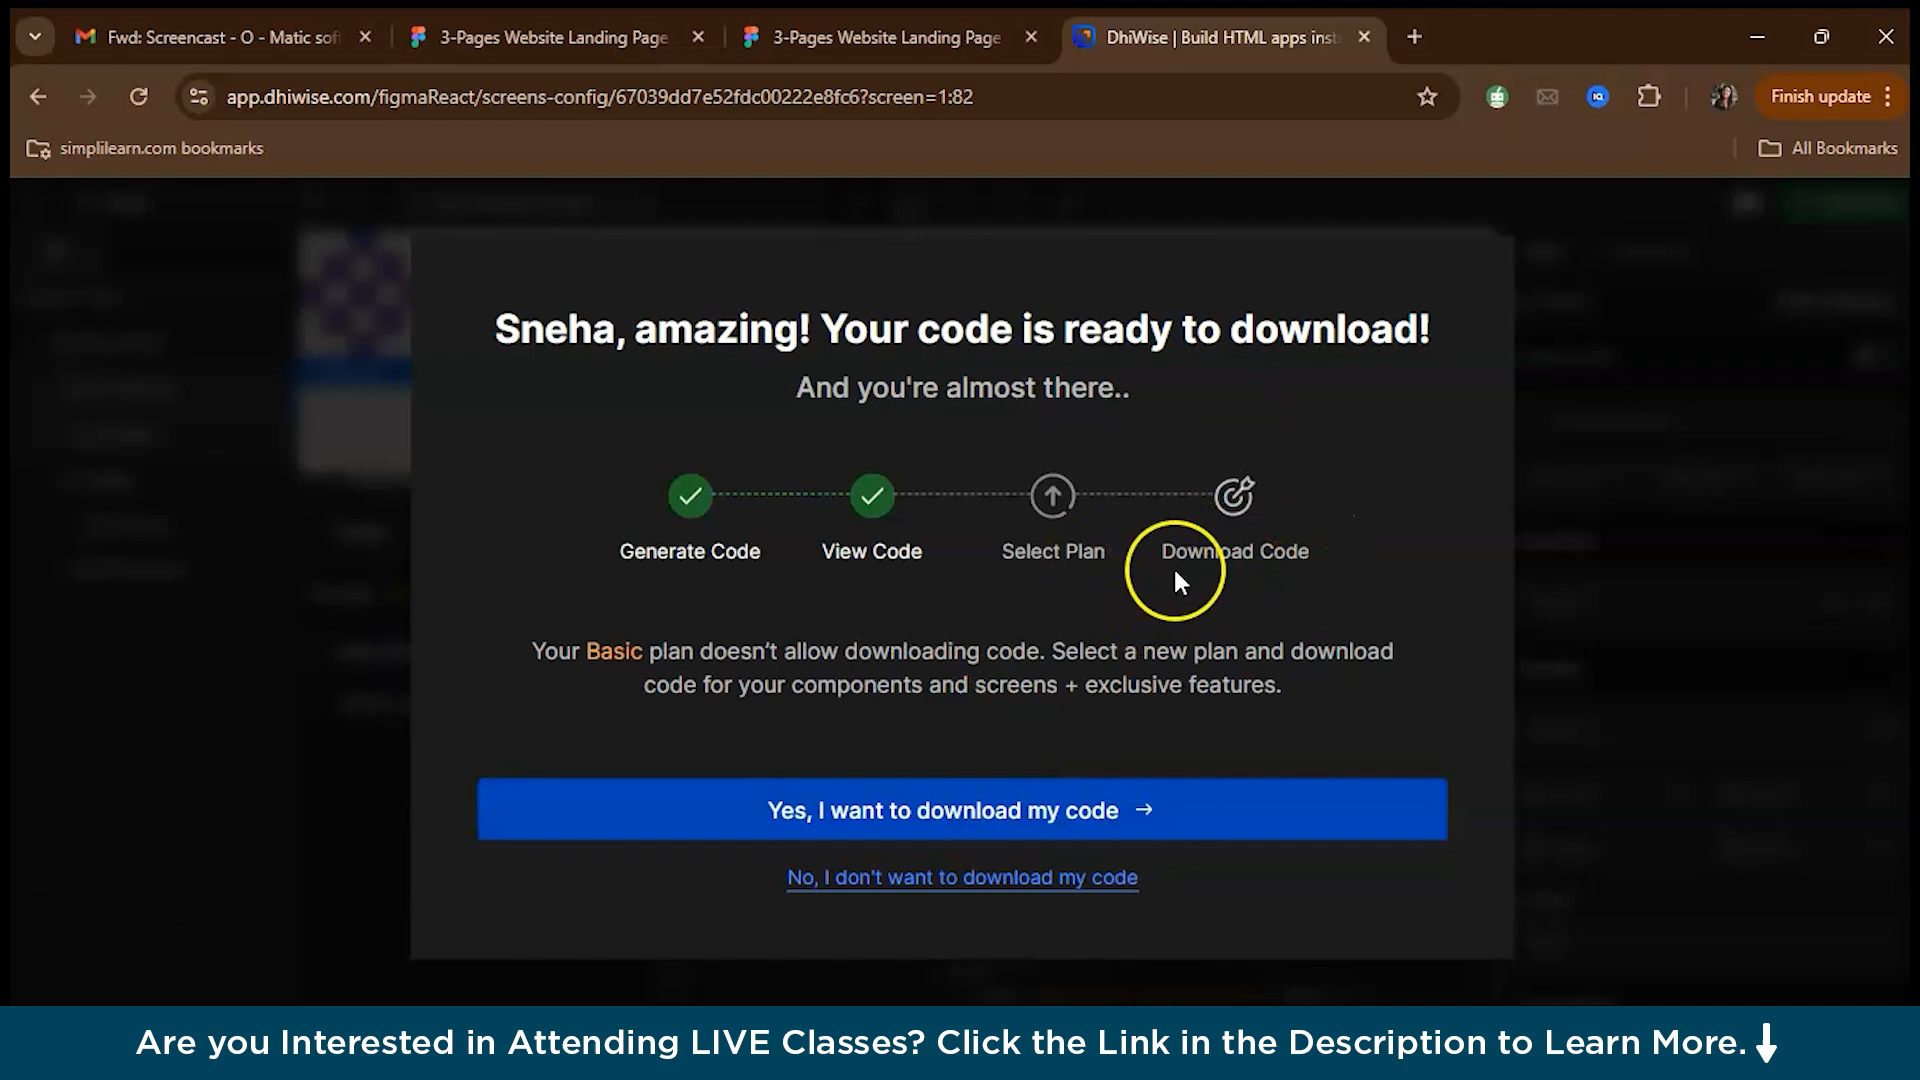 Fwd: Screencast - O - Matic sof
3-Pages Website Landing Page
3-Pages Website Landing Page
DhiWise | Build HTML apps inst
app.dhiwise.com/figmaReact/screens-config/67039dd7e52fdc00222e8fc6?screen=1:82
IQ
Finish update
simplilearn.com bookmarks
All Bookmarks
Sneha, amazing! Your code is ready to download!
And you're almost there..
Generate Code
View Code
Select Plan
Download Code
Your Basic plan doesn't allow downloading code. Select a new plan and download
code for your components and screens + exclusive features.
Yes, I want to download my code →
No, I don't want to download my code
Are you Interested in Attending LIVE Classes? Click the Link in the Description to Learn More.